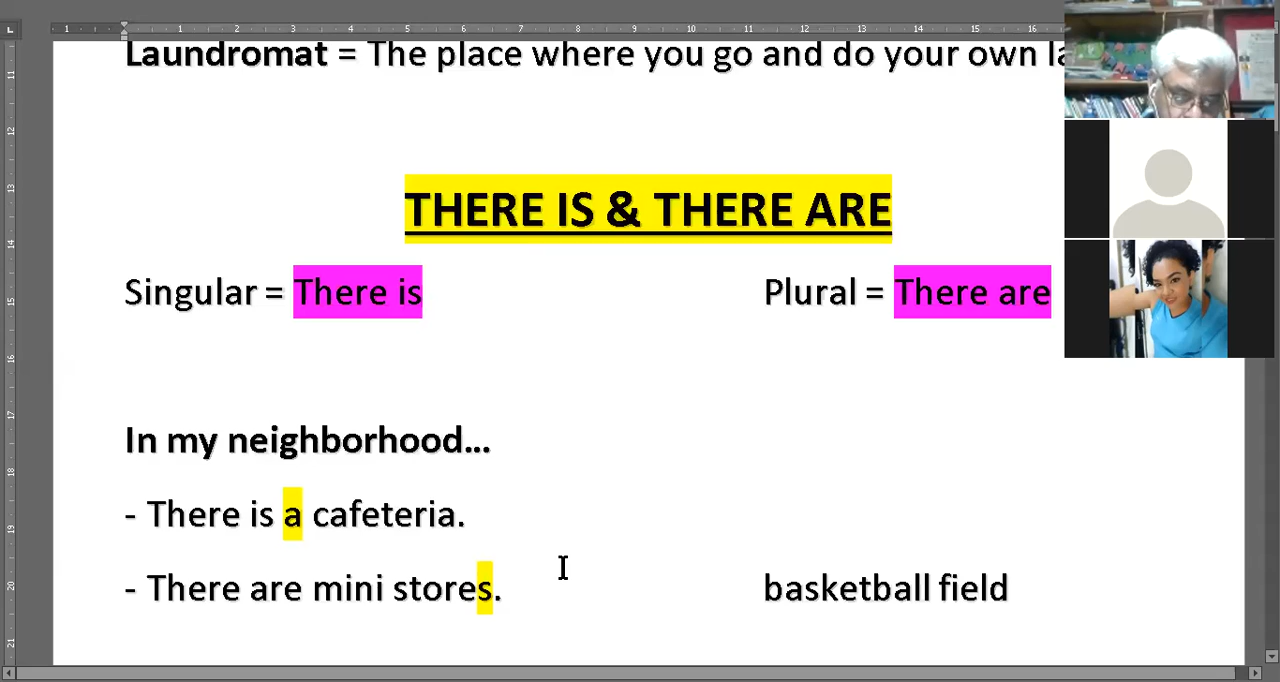 Laundromat = The place where you go and do your own
THERE IS & THERE ARE
Singular = There is Plural = There are
In my neighborhood...
- There is a cafeteria.
- There are mini stores. basketball field